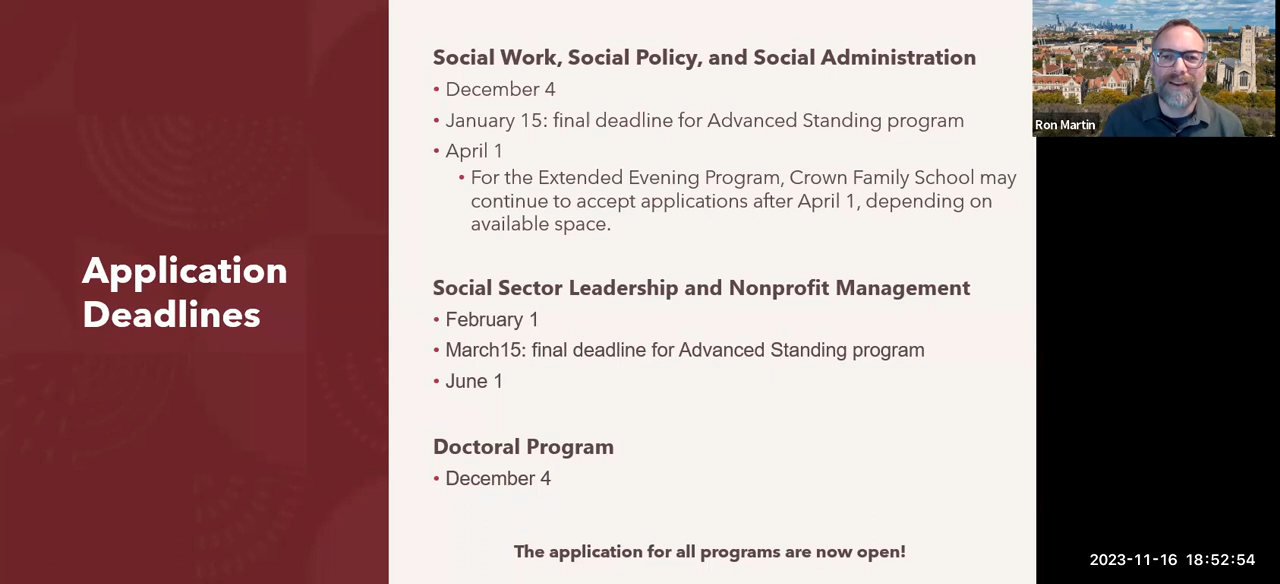 Application
Deadlines
Social Work, Social Policy, and Social Administration
• December 4
• January 15: final deadline for Advanced Standing program
• April 1
• For the Extended Evening Program, Crown Family School may
continue to accept applications after April 1, depending on
available space.
Social Sector Leadership and Nonprofit Management
• February 1
• March15: final deadline for Advanced Standing program
• June 1
Doctoral Program
• December 4
The application for all programs are now open!
Ron Martin
2023-11-16 18:52:54